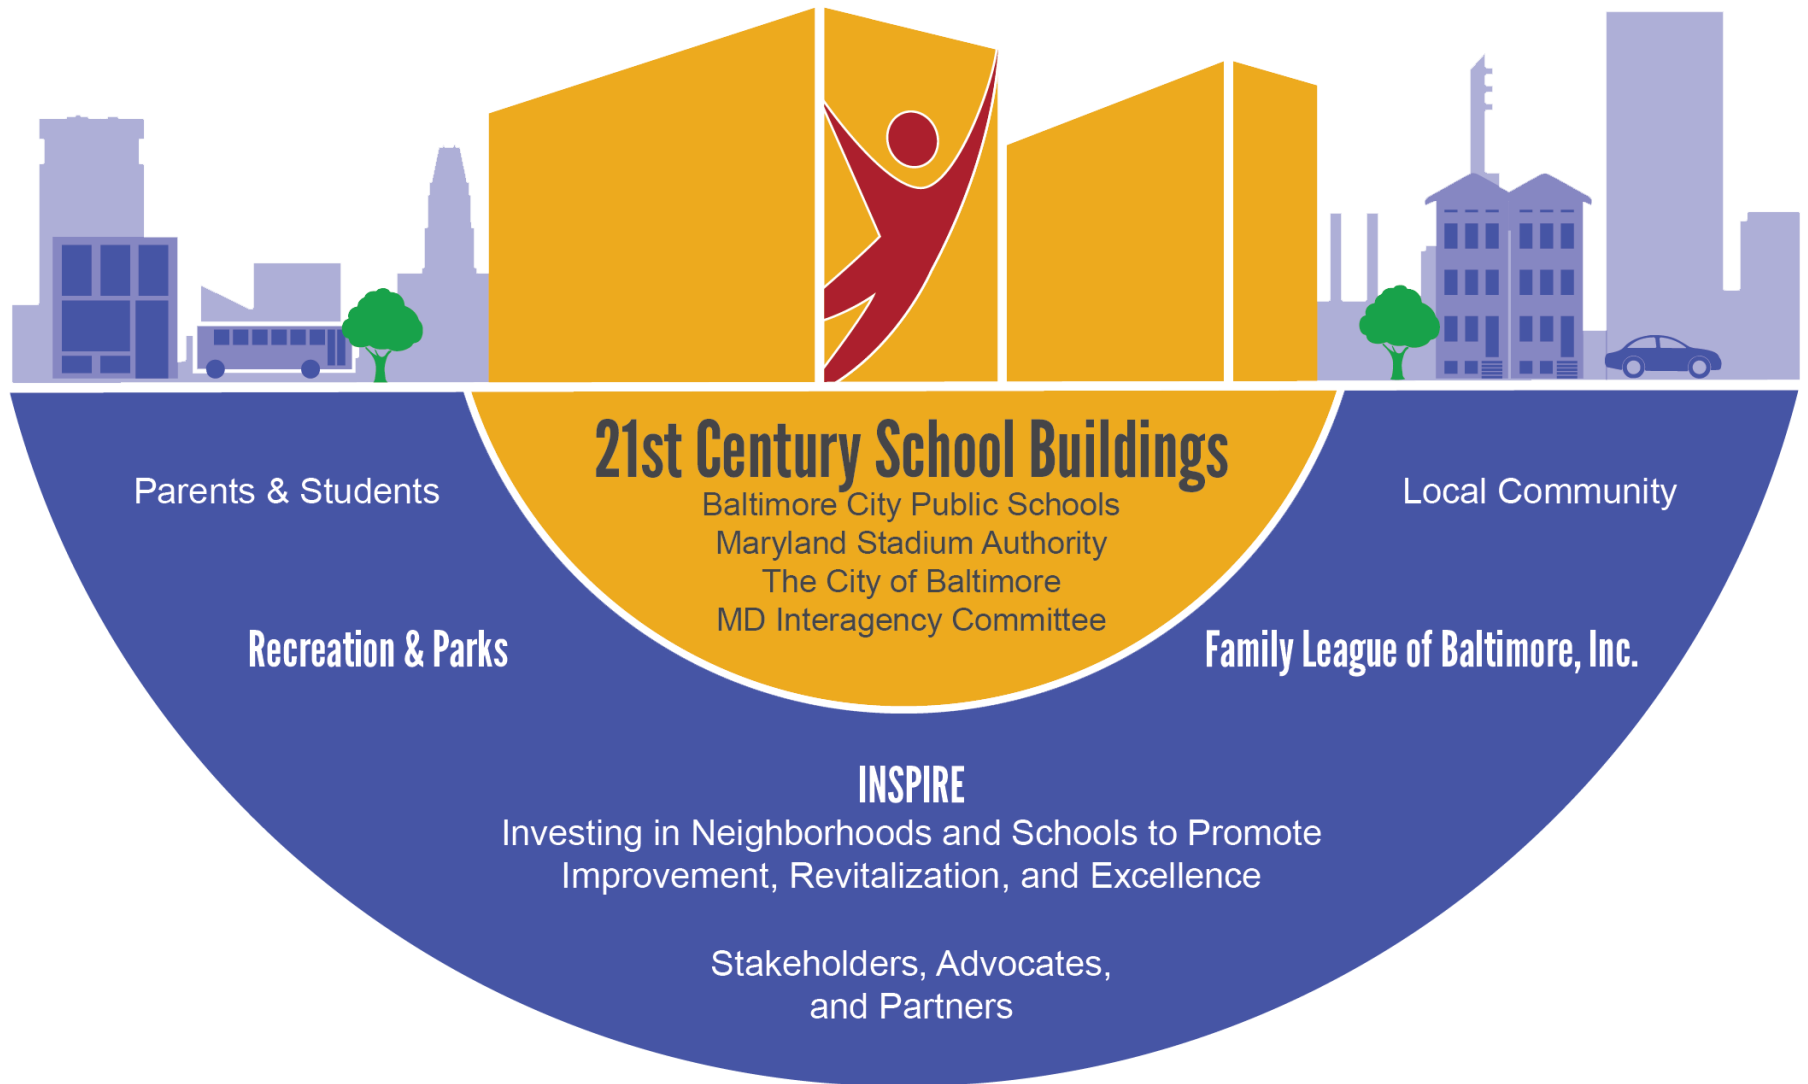 21st Century School Buildings
Baltimore City Public Schools
Maryland Stadium Authority
The City of Baltimore
MD Interagency Committee
Parents & Students
Local Community
Recreation & Parks
Family League of Baltimore, Inc.
INSPIRE
Investing in Neighborhoods and Schools to Promote
Improvement, Revitalization, and Excellence
Stakeholders, Advocates,
and Partners